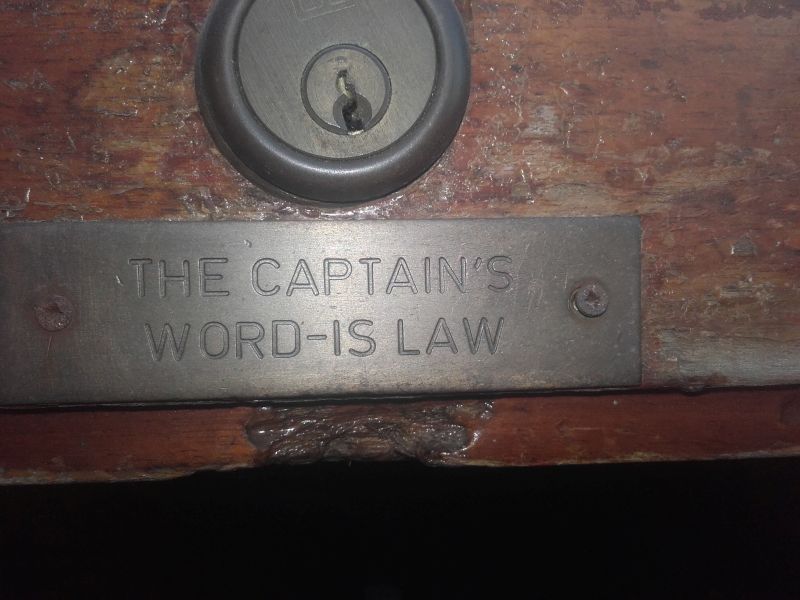 THE CAPTAIN'S
WORD-IS LAW